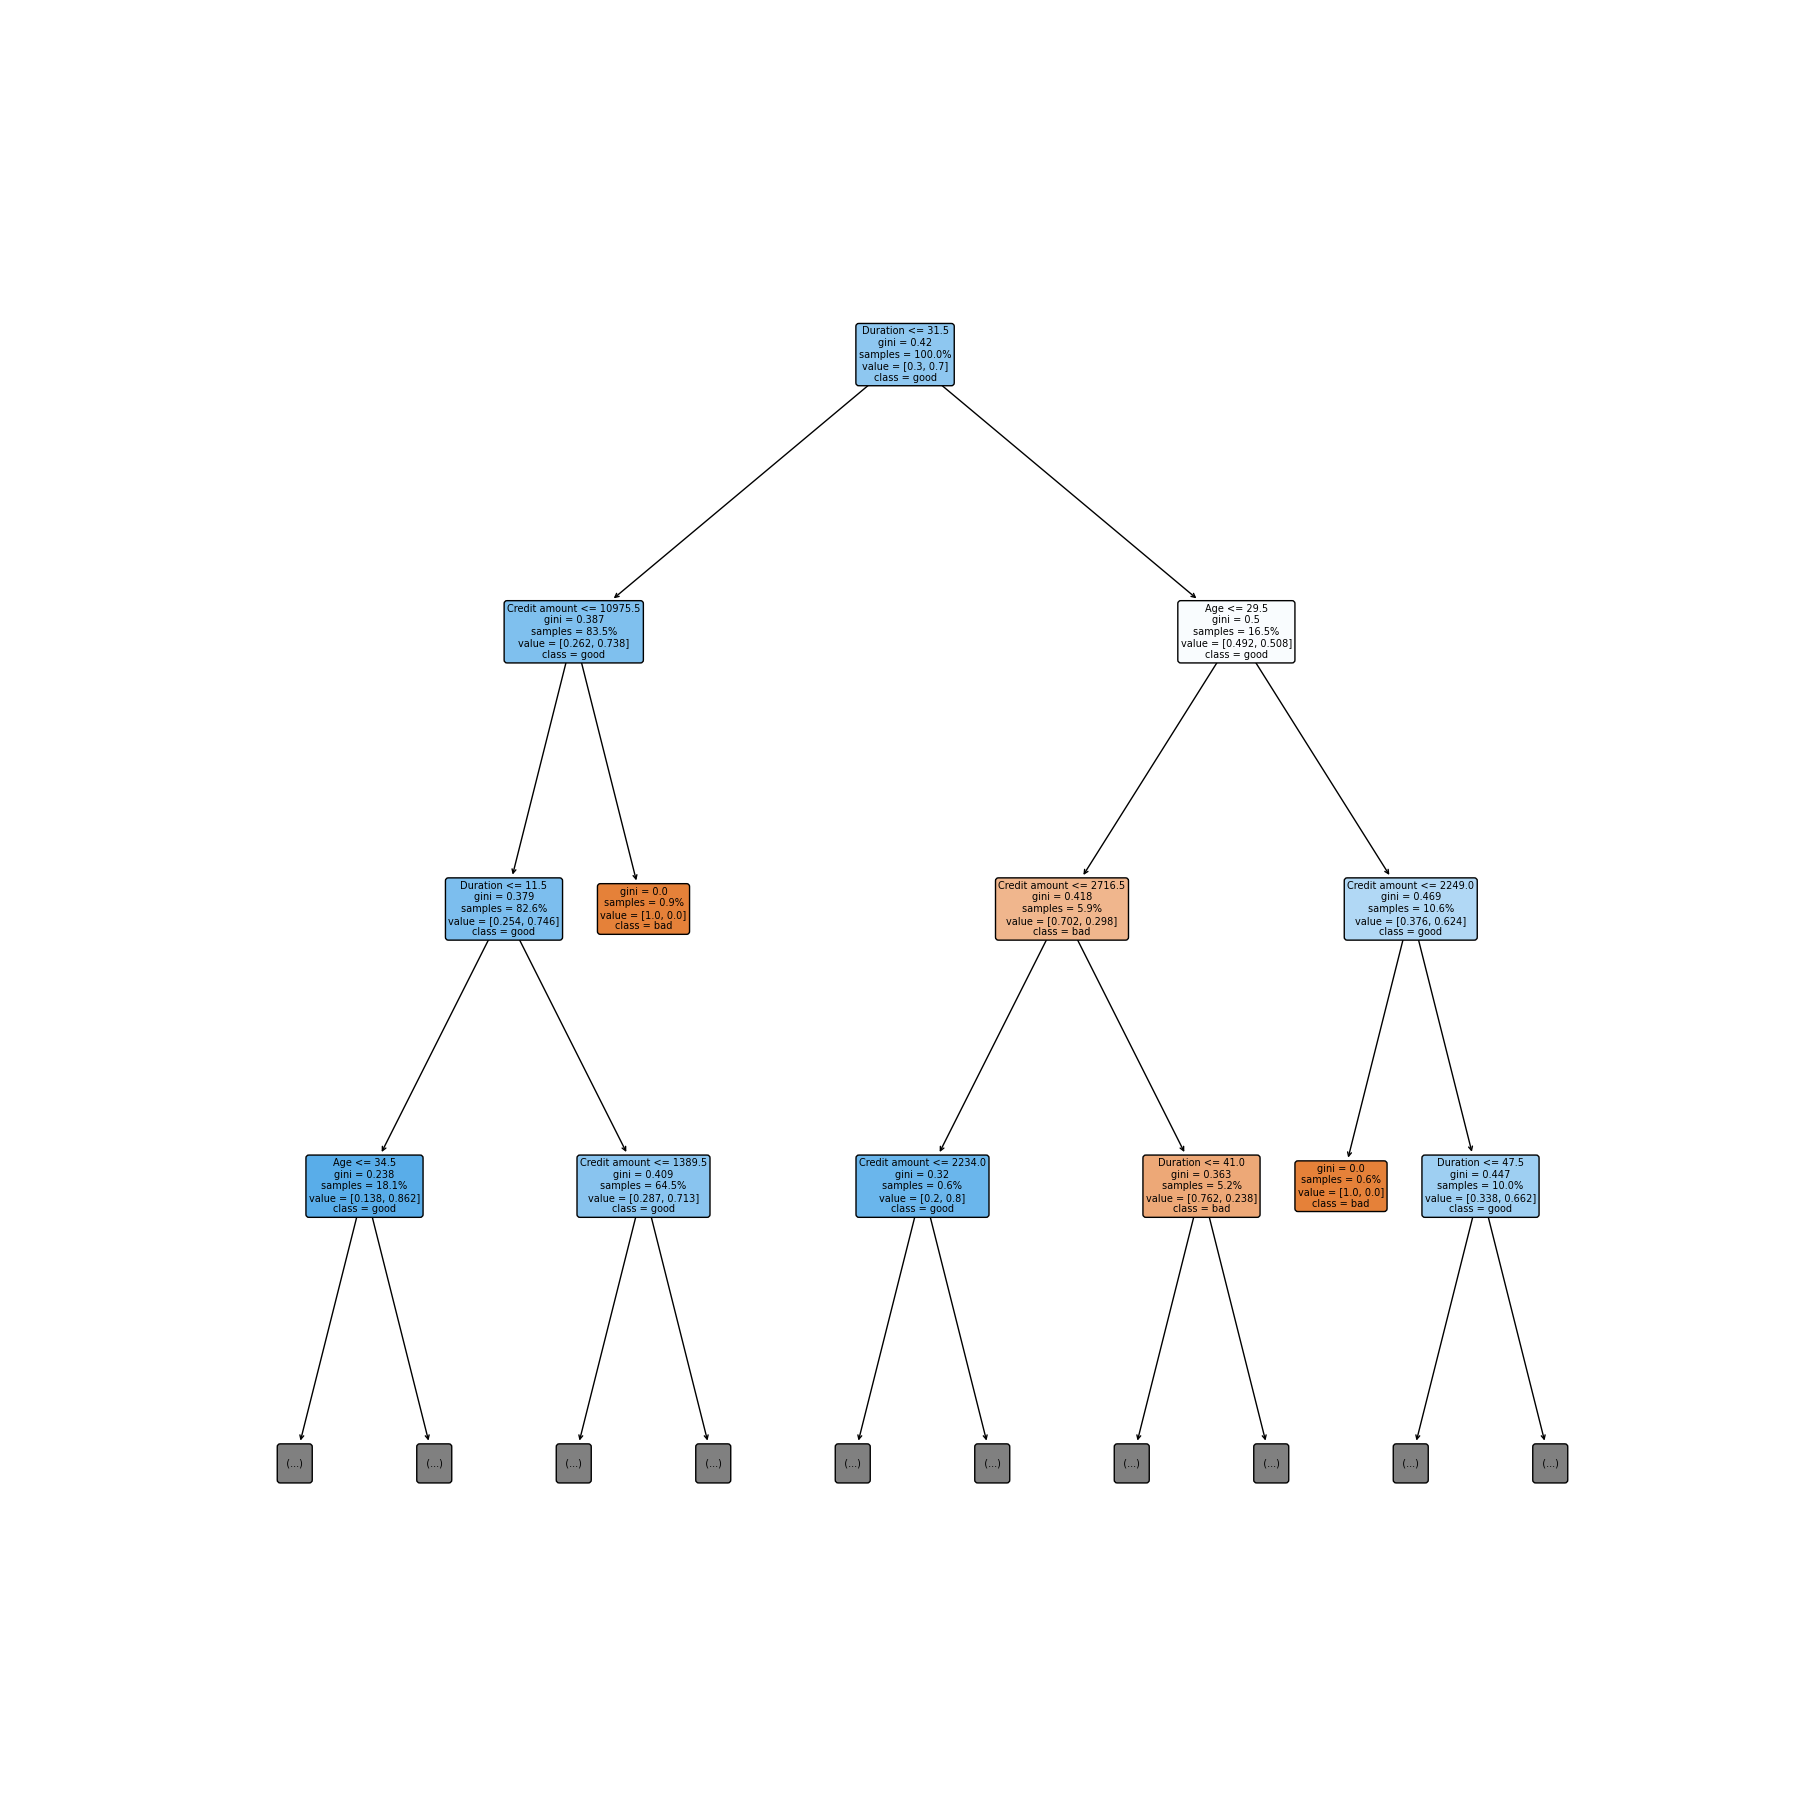 Duration <= 31.5
gini = 0.42
samples = 100.0%
value = [0.3, 0.7]
class = good
Credit amount <= 10975.5
gini = 0.387
samples = 83.5%
value = [0.262, 0.738]
class = good
Age <= 29.5
gini = 0.5
samples = 16.5%
value = [0.492, 0.508]
class = good
Duration <= 11.5
gini = 0.379
samples = 82.6%
value = [0.254, 0.746]
class = good
gini = 0.0
samples = 0.9%
value = [1.0, 0.0]
class = bad
Credit amount <= 2716.5
gini = 0.418
samples = 5.9%
value = [0.702, 0.298]
class = bad
Credit amount <= 2249.0
gini = 0.469
samples = 10.6%
value = [0.376, 0.624]
class = good
Age <= 34.5
gini = 0.238
samples = 18.1%
value = [0.138, 0.862]
class = good
Credit amount <= 1389.5
gini = 0.409
samples = 64.5%
value = [0.287, 0.713]
class = good
Credit amount <= 2234.0
gini = 0.32
samples = 0.6%
value = [0.2, 0.8]
class = good
Duration <= 41.0
gini = 0.363
samples = 5.2%
value = [0.762, 0.238]
class = bad
gini = 0.0
samples = 0.6%
value = [1.0, 0.0]
class = bad
Duration <= 47.5
gini = 0.447
samples = 10.0%
value = [0.338, 0.662]
class = good
(...)
(...)
(...)
(...)
(...)
(...)
(...)
(...)
(...)
(...)